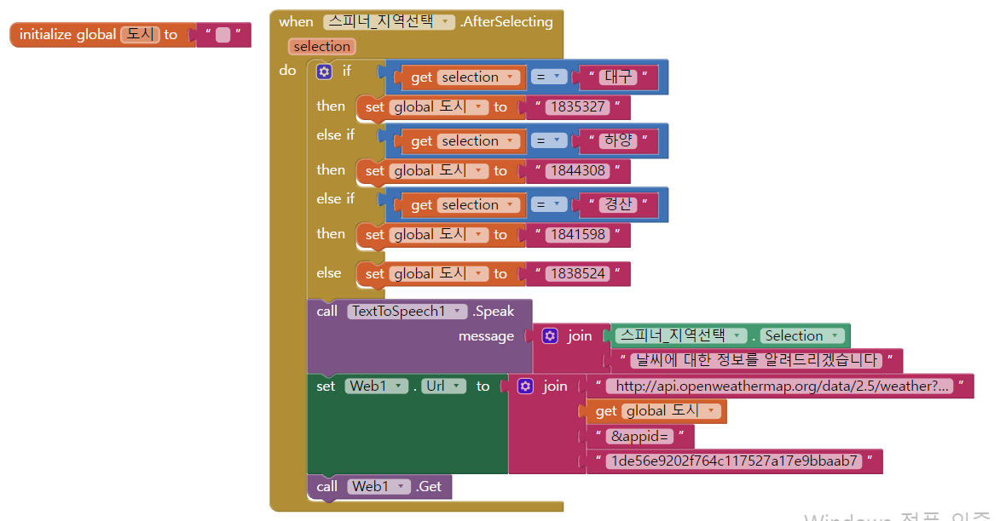 initialize global 도시 to " "
when 스피너_지역선택 .AfterSelecting
selection
do if get selection = " 대구 "
then set global 도시 to " 1835327 "
else if get selection = " 하양 "
then set global 도시 to " 1844308 "
else if get selection = " 경산 "
then set global 도시 to " 1841598 "
else set global 도시 to " 1838524 "
call TextToSpeech1 .Speak
message join 스피너_지역선택 . Selection
" 날씨에 대한 정보를 알려드리겠습니다 "
set Web1 . Url to join " http://api.openweathermap.org/data/2.5/weather?... "
get global 도시
" &appid= "
" 1de56e9202f764c117527a17e9bbaab7 "
call Web1 .Get
Windows 정품 인증